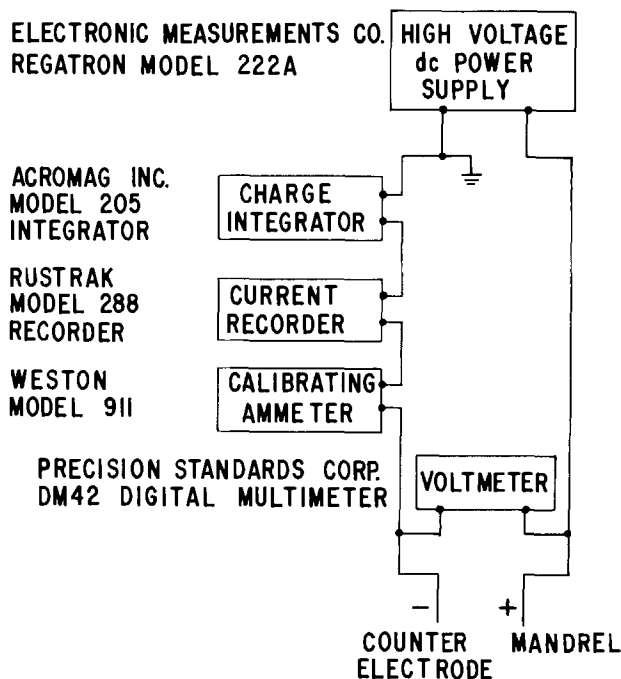 ELECTRONIC MEASUREMENTS CO.
REGATRON MODEL 222A
HIGH VOLTAGE
dc POWER
SUPPLY
ACROMAG INC.
MODEL 205
INTEGRATOR
CHARGE
INTEGRATOR
RUSTRAK
MODEL 288
RECORDER
CURRENT
RECORDER
WESTON
MODEL 911
CALIBRATING
AMMETER
PRECISION STANDARDS CORP.
DM42 DIGITAL MULTIMETER
VOLTMETER
− +
COUNTER
ELECTRODE
MANDREL